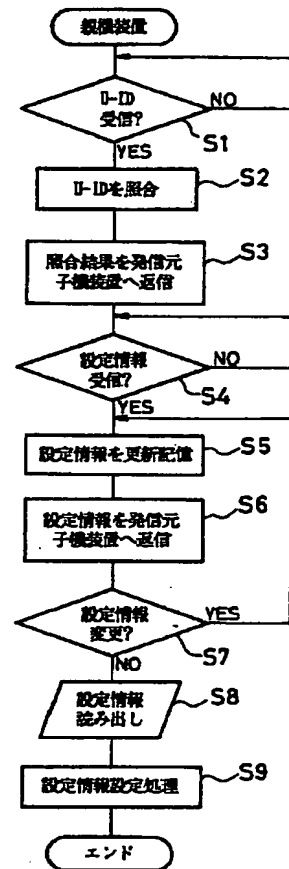 親機装置
U-ID
受信?
NO
S1
YES
U-IDを照合
S2
照合結果を発信元
子機装置へ返信
S3
設定情報
受信?
NO
S4
YES
設定情報を更新記憶
S5
設定情報を発信元
子機装置へ返信
S6
設定情報
変更?
YES
S7
NO
設定情報
読み出し
S8
設定情報設定処理
S9
エンド